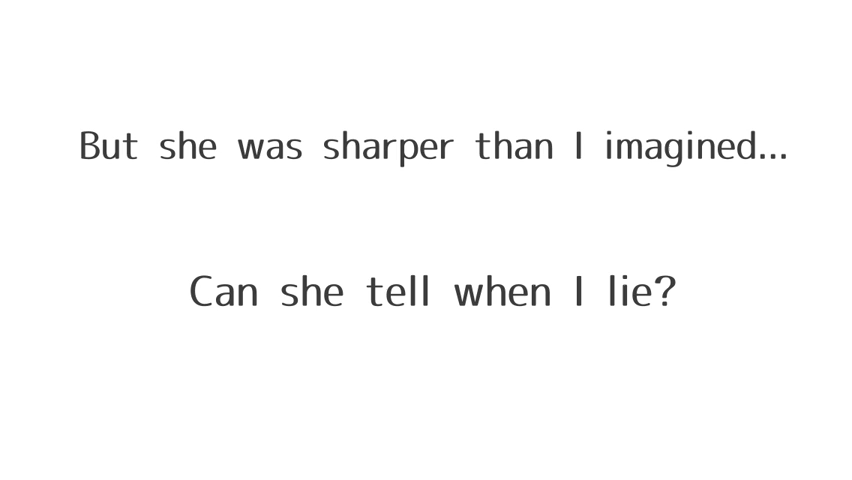 But she was sharper than I imagined...
Can she tell when I lie?